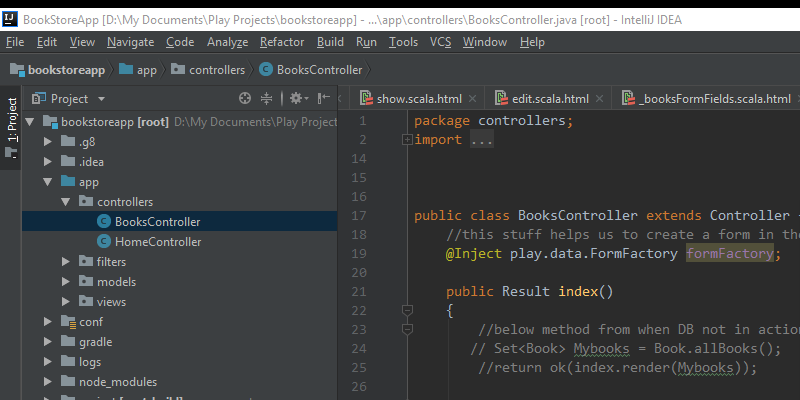 BookStoreApp [D:\My Documents\Play Projects\bookstoreapp] - ...\app\controllers\BooksController.java [root] - IntelliJ IDEA
File Edit View Navigate Code Analyze Refactor Build Run Tools VCS Window Help
bookstoreapp app controllers BooksController
1: Project
Project
show.scala.html edit.scala.html _booksFormFields.scala.html
bookstoreapp [root] D:\My Documents\Play Project
.g8
.idea
app
controllers
BooksController
HomeController
filters
models
views
conf
gradle
logs
node_modules
1 package controllers;
2 import ...
14
15
16
17 public class BooksController extends Controller {
18 //this stuff helps us to create a form in the
19 @Inject play.data.FormFactory formFactory;
20
21 public Result index()
22 {
23 //below method from when DB not in action
24 // Set<Book> Mybooks = Book.allBooks();
25 //return ok(index.render(Mybooks));
26